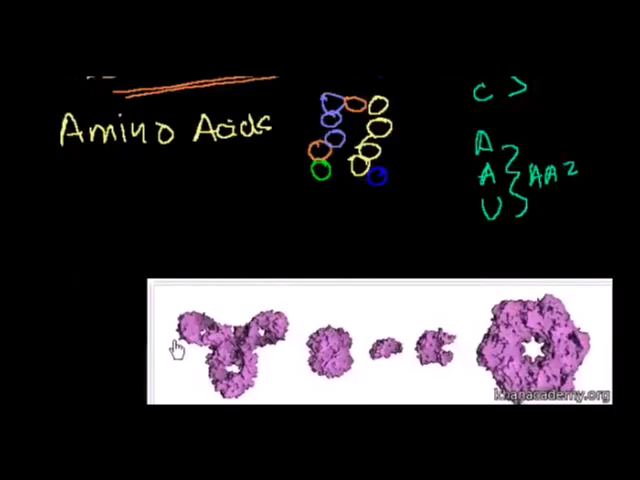 Amino Acids
C }
A
A } AA2
U
khanacademy.org